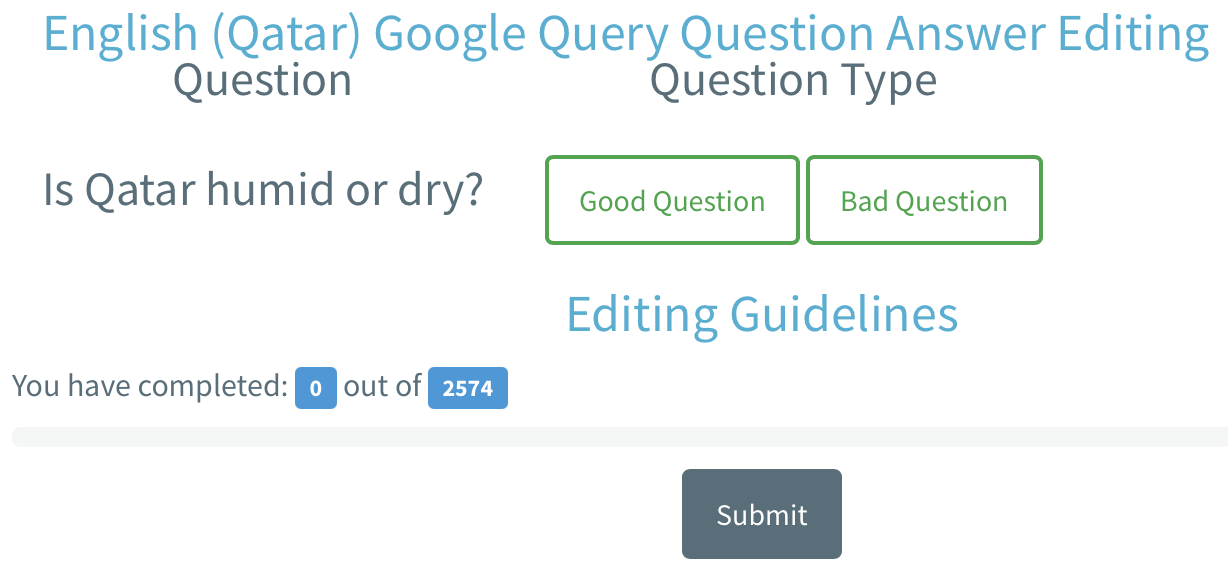 English (Qatar) Google Query Question Answer Editing
Question Question Type
Is Qatar humid or dry? Good Question Bad Question
Editing Guidelines
You have completed: 0 out of 2574
Submit